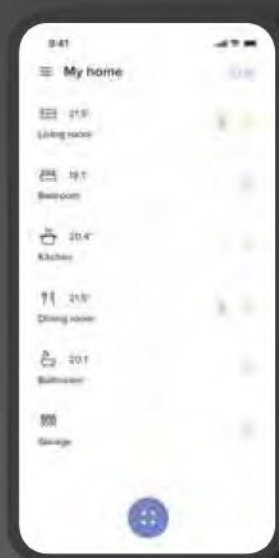 9:41
My home
21.5°
Living room
19.1°
Bedroom
20.4°
Kitchen
21.5°
Dining room
20.1°
Bathroom
Garage